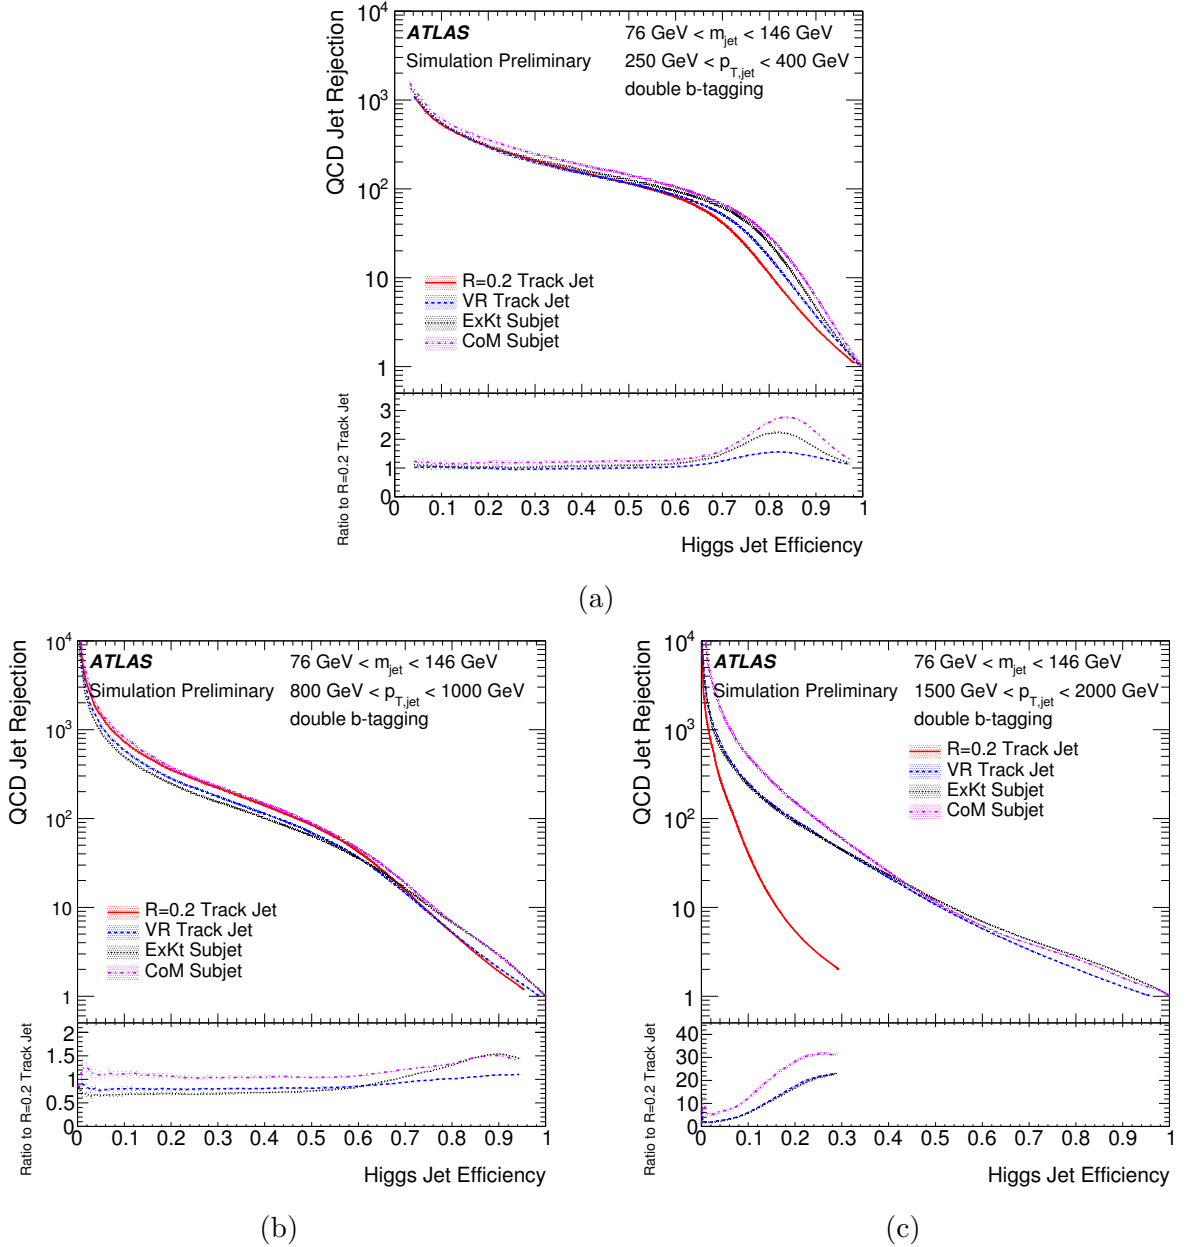 QCD Jet Rejection
10^4
10^3
10^2
10
1
ATLAS
Simulation Preliminary
76 GeV < m_jet < 146 GeV
250 GeV < p_T,jet < 400 GeV
double b-tagging
R=0.2 Track Jet
VR Track Jet
ExKt Subjet
CoM Subjet
Ratio to R=0.2 Track Jet
3
2
1
0
0 0.1 0.2 0.3 0.4 0.5 0.6 0.7 0.8 0.9 1
Higgs Jet Efficiency
(a)
QCD Jet Rejection
10^4
10^3
10^2
10
1
ATLAS
Simulation Preliminary
76 GeV < m_jet < 146 GeV
800 GeV < p_T,jet < 1000 GeV
double b-tagging
R=0.2 Track Jet
VR Track Jet
ExKt Subjet
CoM Subjet
Ratio to R=0.2 Track Jet
2
1.5
1
0.5
0
0 0.1 0.2 0.3 0.4 0.5 0.6 0.7 0.8 0.9 1
Higgs Jet Efficiency
(b)
QCD Jet Rejection
10^4
10^3
10^2
10
1
ATLAS
Simulation Preliminary
76 GeV < m_jet < 146 GeV
1500 GeV < p_T,jet < 2000 GeV
double b-tagging
R=0.2 Track Jet
VR Track Jet
ExKt Subjet
CoM Subjet
Ratio to R=0.2 Track Jet
40
30
20
10
0
0 0.1 0.2 0.3 0.4 0.5 0.6 0.7 0.8 0.9 1
Higgs Jet Efficiency
(c)